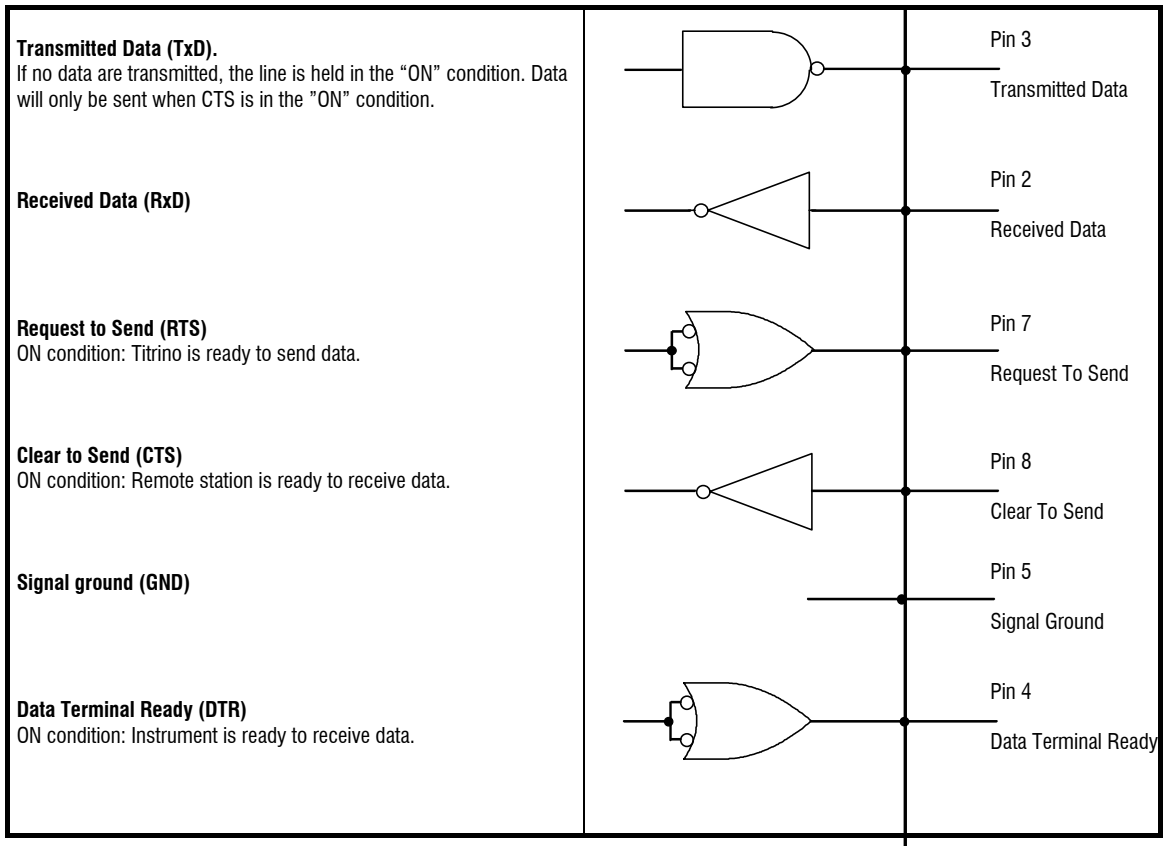 Transmitted Data (TxD).
If no data are transmitted, the line is held in the “ON” condition. Data
will only be sent when CTS is in the ”ON” condition.
Pin 3
Transmitted Data
Received Data (RxD)
Pin 2
Received Data
Request to Send (RTS)
ON condition: Titrino is ready to send data.
Pin 7
Request To Send
Clear to Send (CTS)
ON condition: Remote station is ready to receive data.
Pin 8
Clear To Send
Signal ground (GND)
Pin 5
Signal Ground
Data Terminal Ready (DTR)
ON condition: Instrument is ready to receive data.
Pin 4
Data Terminal Ready